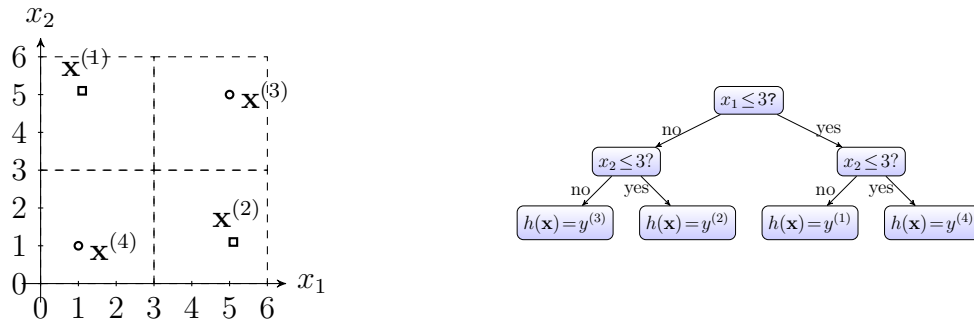 x₂
6
x⁽¹⁾
5
x⁽³⁾
4
3
2
x⁽²⁾
1
x⁽⁴⁾
0
x₁
0 1 2 3 4 5 6
x₁ ≤ 3?
no yes
x₂ ≤ 3? x₂ ≤ 3?
no yes no yes
h(x) = y⁽³⁾ h(x) = y⁽²⁾ h(x) = y⁽¹⁾ h(x) = y⁽⁴⁾